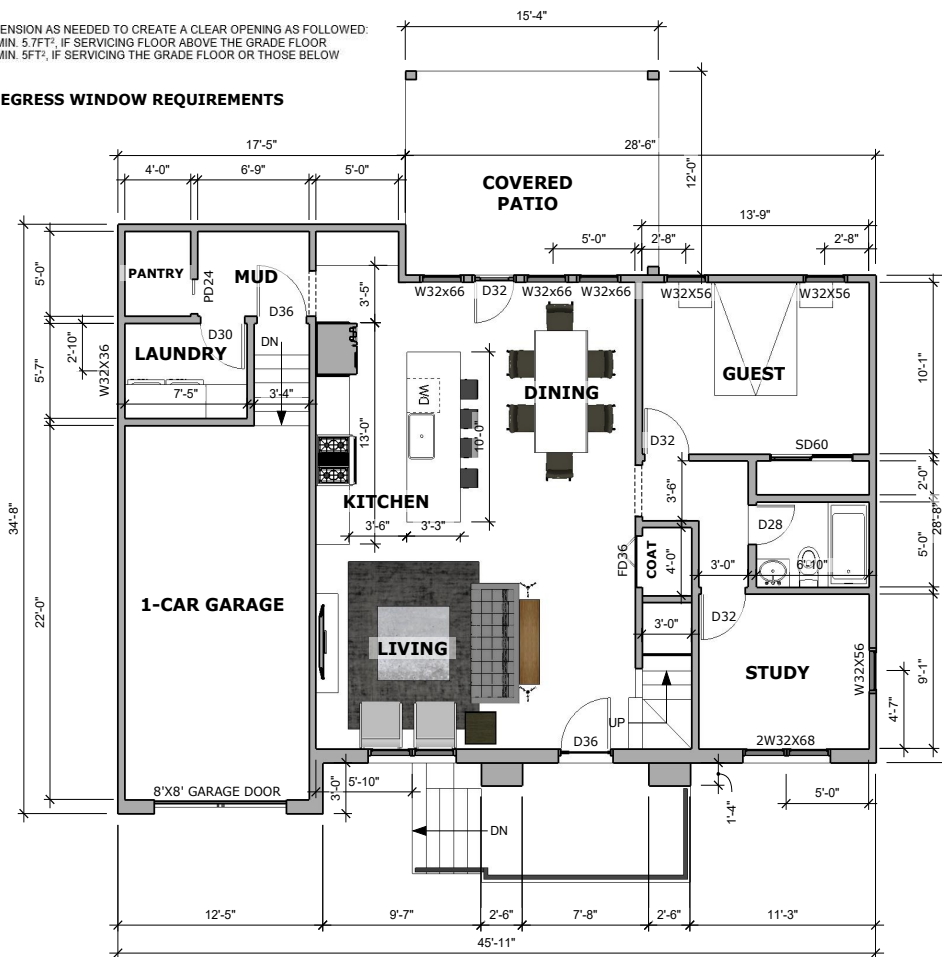 15'-4"
ENSION AS NEEDED TO CREATE A CLEAR OPENING AS FOLLOWED:
MIN. 5.7FT², IF SERVICING FLOOR ABOVE THE GRADE FLOOR
MIN. 5FT², IF SERVICING THE GRADE FLOOR OR THOSE BELOW
EGRESS WINDOW REQUIREMENTS
17'-5"
28'-6"
12'-0"
4'-0"
6'-9"
5'-0"
COVERED
PATIO
13'-9"
5'-0"
2'-8"
2'-8"
5'-0"
PANTRY
MUD
PD24
D36
3'-5"
W32x66
D32
W32x66
W32x66
W32X56
W32X56
5'-7"
2'-10"
W32X36
D30
DN
LAUNDRY
7'-5"
3'-4"
WD
DINING
GUEST
10'-1"
13'-0"
10'-0"
D32
SD60
KITCHEN
3'-6"
3'-3"
3'-6"
2'-0"
28'-8"
34'-8"
22'-0"
D28
5'-0"
FD36
COAT
4'-0"
3'-0"
6'-10"
1-CAR GARAGE
D32
3'-0"
LIVING
STUDY
W32X56
9'-1"
4'-7"
UP
D36
2W32X68
8'X8' GARAGE DOOR
3'-0"
5'-10"
1'-4"
5'-0"
DN
12'-5"
9'-7"
2'-6"
7'-8"
2'-6"
11'-3"
45'-11"